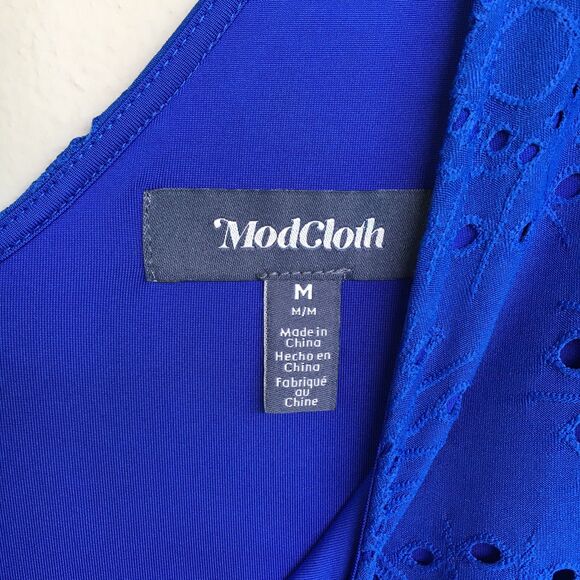 ModCloth
M
M/M
Made in
China
Hecho en
China
Fabriqué
au
Chine